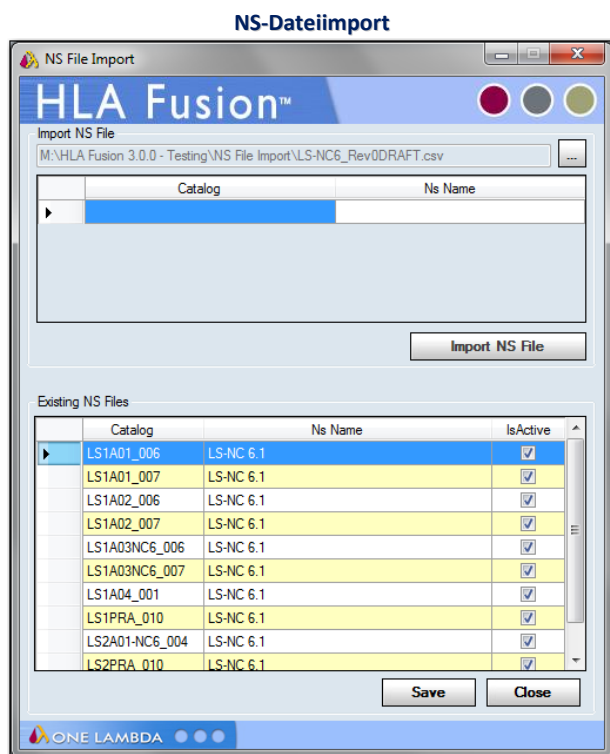 NS-Dateiimport
NS File Import
HLA Fusion™
Import NS File
M:\HLA Fusion 3.0.0 - Testing\NS File Import\LS-NC6_Rev0DRAFT.csv ...
Catalog Ns Name
Import NS File
Existing NS Files
Catalog Ns Name IsActive
LS1A01_006 LS-NC 6.1
LS1A01_007 LS-NC 6.1
LS1A02_006 LS-NC 6.1
LS1A02_007 LS-NC 6.1
LS1A03NC6_006 LS-NC 6.1
LS1A03NC6_007 LS-NC 6.1
LS1A04_001 LS-NC 6.1
LS1PRA_010 LS-NC 6.1
LS2A01-NC6_004 LS-NC 6.1
LS2PRA_010 LS-NC 6.1
Save Close
ONE LAMBDA